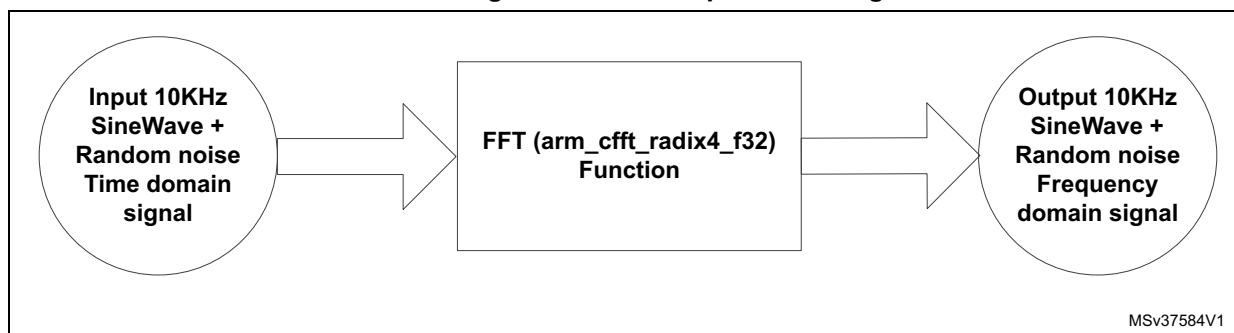 Input 10KHz
SineWave +
Random noise
Time domain
signal
FFT (arm_cfft_radix4_f32)
Function
Output 10KHz
SineWave +
Random noise
Frequency
domain signal
MSv37584V1